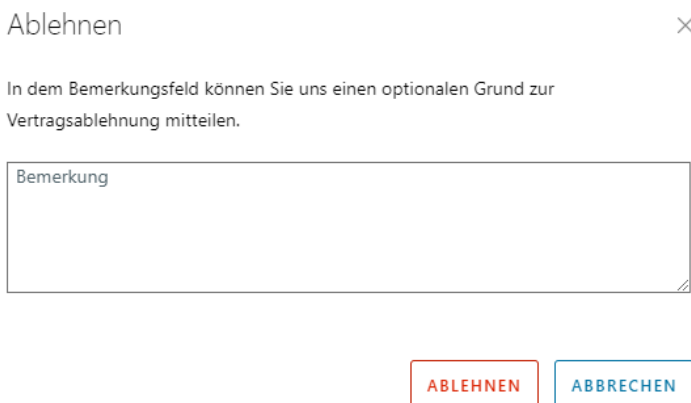 Ablehnen
In dem Bemerkungsfeld können Sie uns einen optionalen Grund zur
Vertragsablehnung mitteilen.
Bemerkung
ABLEHNEN
ABBRECHEN